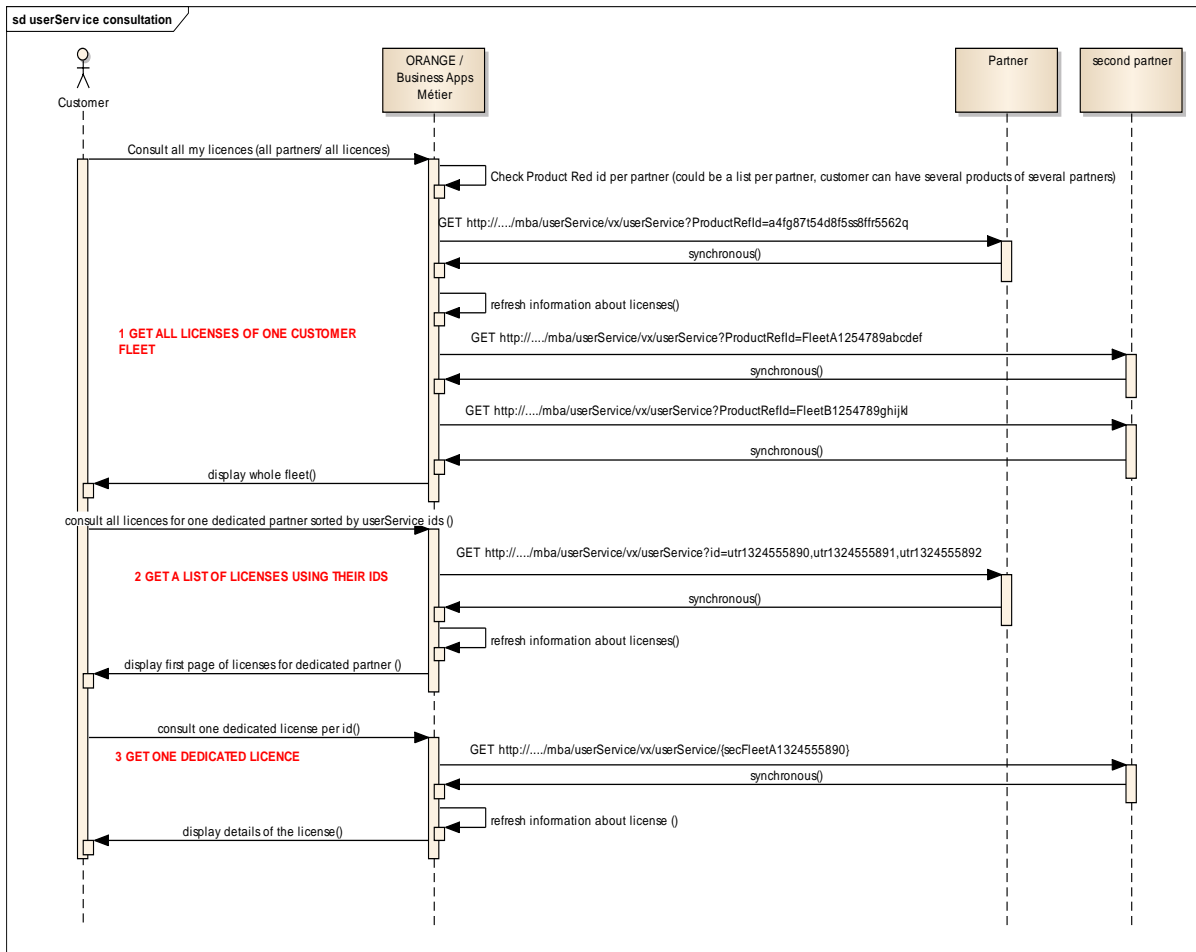 sd userService consultation
Customer
ORANGE /
Business Apps
Métier
Partner
second partner
Consult all my licences (all partners/ all licences)
Check Product Red id per partner (could be a list per partner, customer can have several products of several partners)
GET http://..../mba/userService/vx/userService?ProductRefId=a4fg87t54d8f5ss8ffr5562q
synchronous()
refresh information about licenses()
1 GET ALL LICENSES OF ONE CUSTOMER
FLEET
GET http://..../mba/userService/vx/userService?ProductRefId=FleetA1254789abcdef
synchronous()
GET http://..../mba/userService/vx/userService?ProductRefId=FleetB1254789ghijkl
synchronous()
display whole fleet()
consult all licences for one dedicated partner sorted by userService ids ()
GET http://..../mba/userService/vx/userService?id=utr1324555890,utr1324555891,utr1324555892
2 GET A LIST OF LICENSES USING THEIR IDS
synchronous()
refresh information about licenses()
display first page of licenses for dedicated partner ()
consult one dedicated license per id()
3 GET ONE DEDICATED LICENCE
GET http://..../mba/userService/vx/userService/{secFleetA1324555890}
synchronous()
refresh information about license ()
display details of the license()